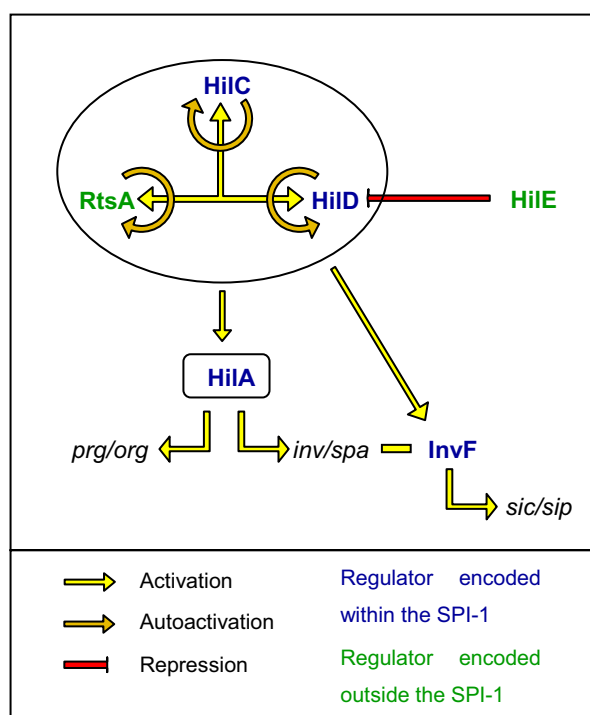 HilC
RtsA HilD HilE
HilA
prg/org inv/spa InvF
sic/sip
Activation
Autoactivation
Repression
Regulator encoded
within the SPI-1
Regulator encoded
outside the SPI-1